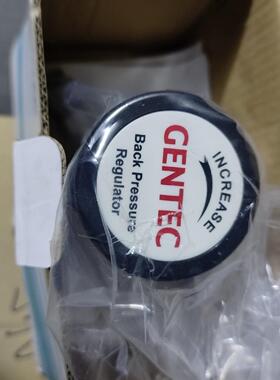 INCREASE
GENTEC
Back Pressure
Regulator